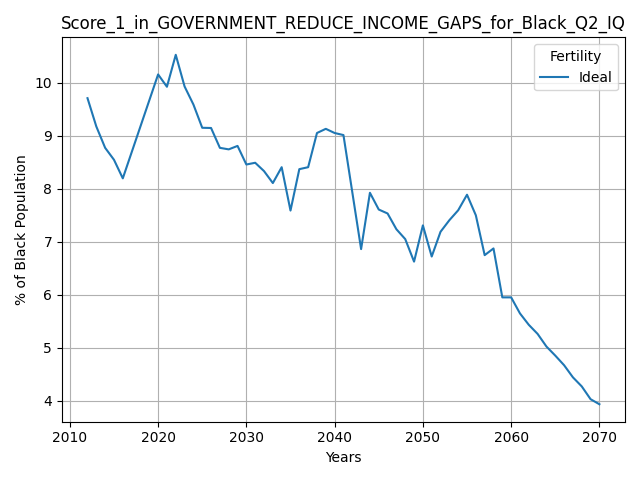 Score_1_in_GOVERNMENT_REDUCE_INCOME_GAPS_for_Black_Q2_IQ
Fertility
Ideal
% of Black Population
10
9
8
7
6
5
4
2010 2020 2030 2040 2050 2060 2070
Years